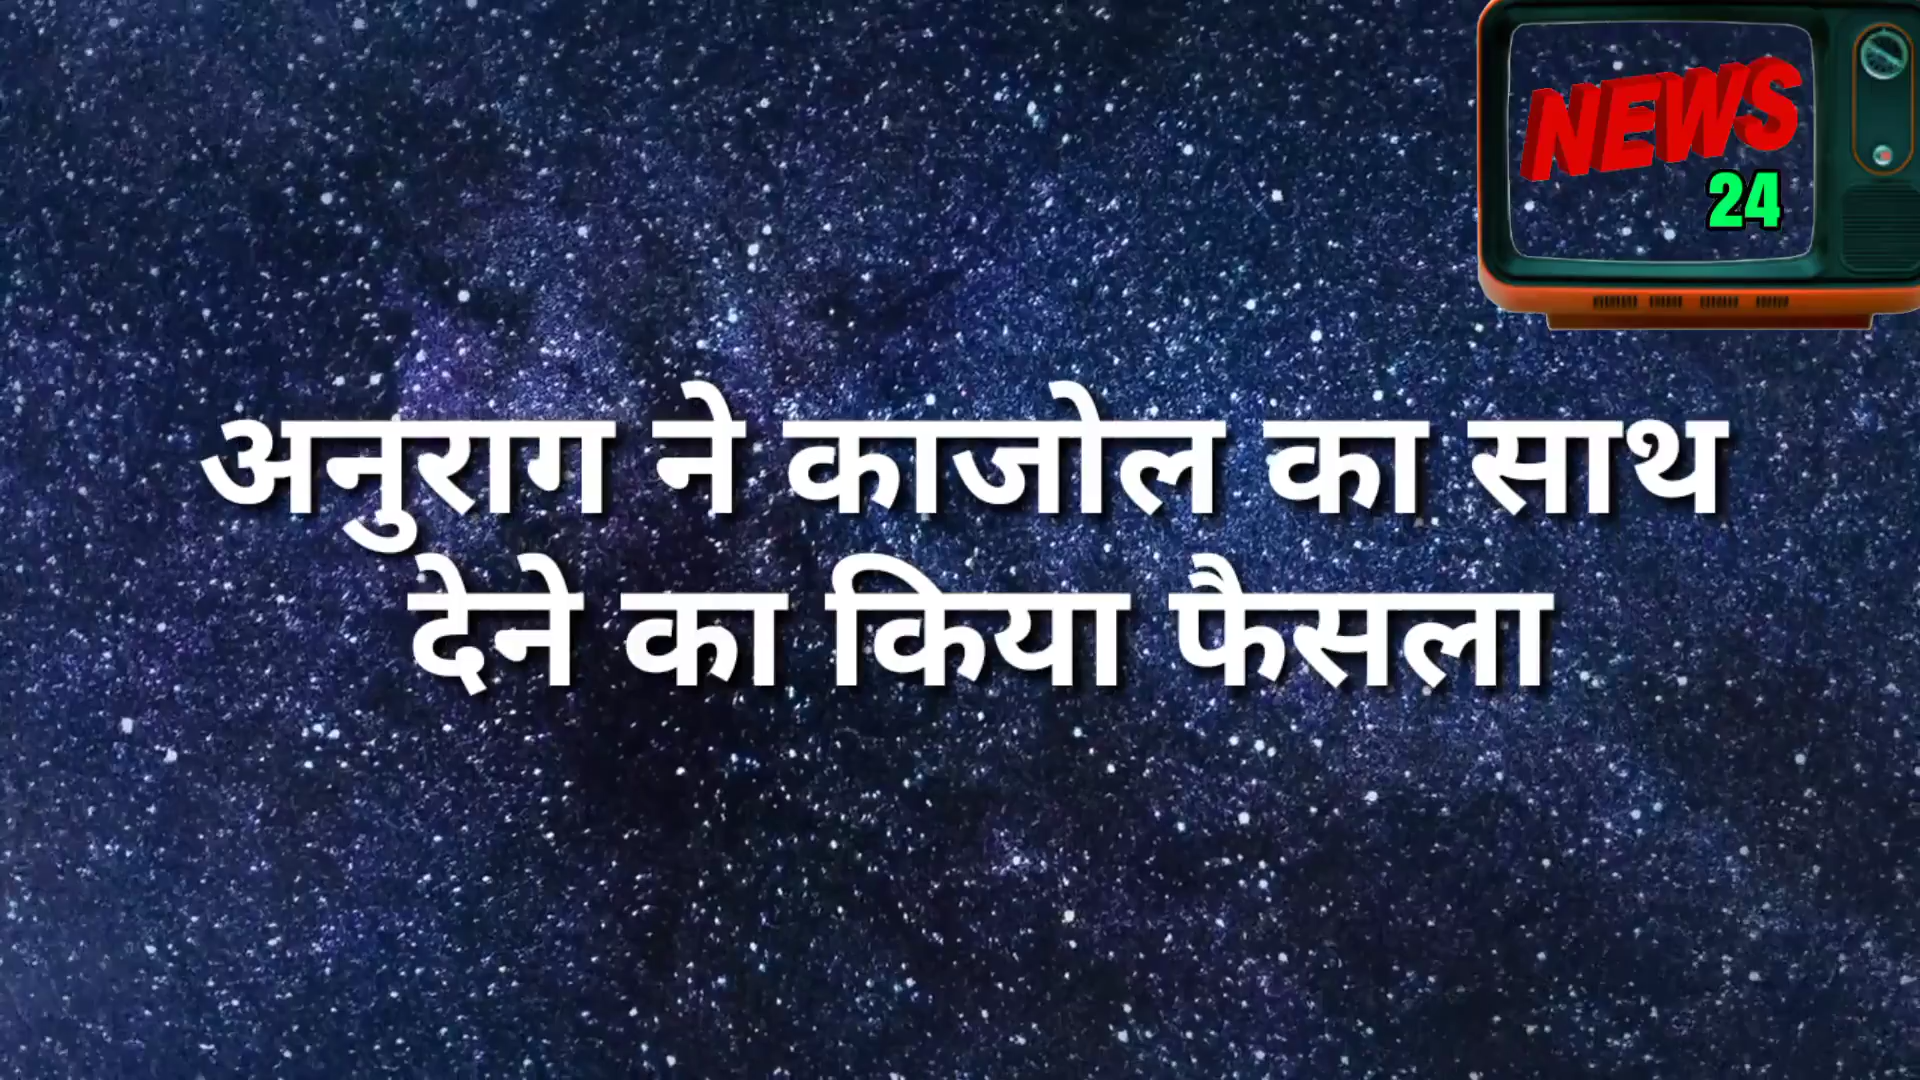 NEWS
24
अनुराग ने काजोल का साथ
देने का किया फैसला